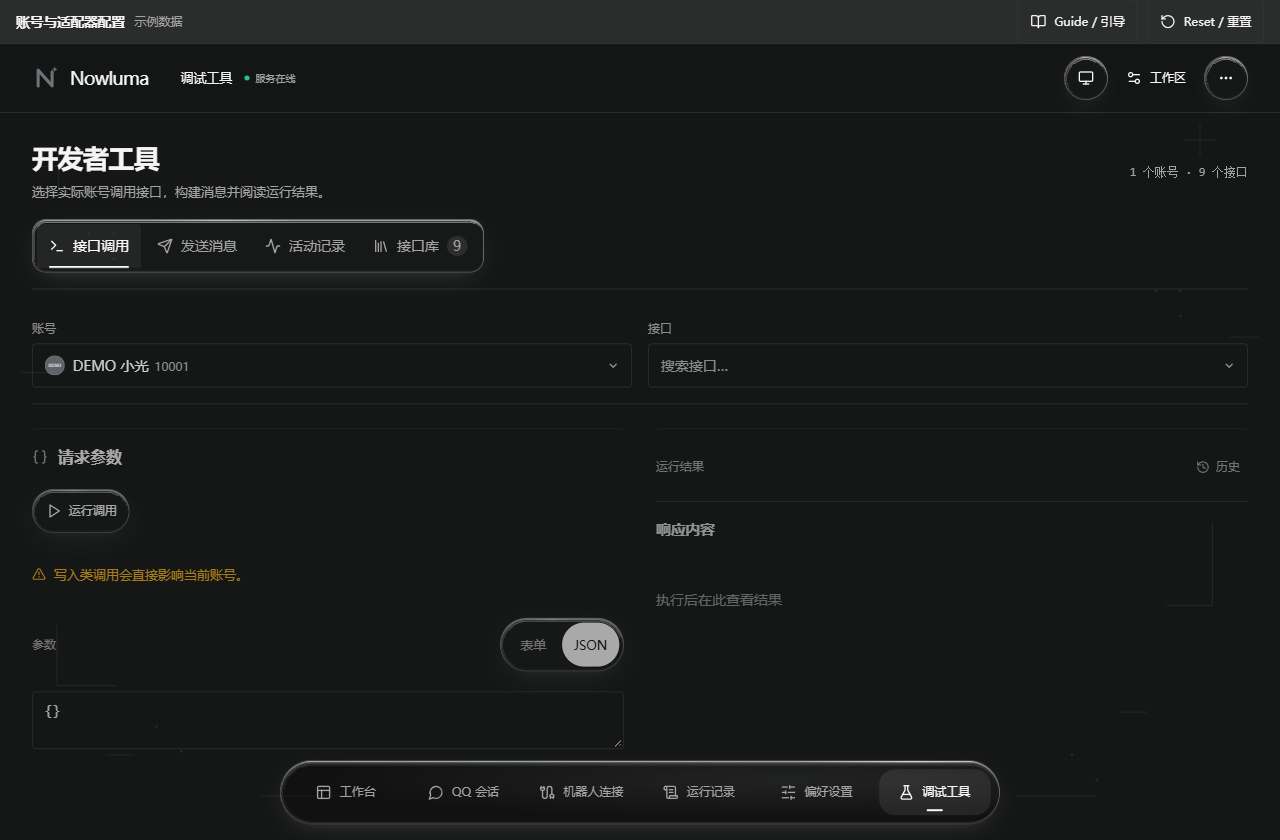 账号与适配器配置 示例数据 Guide / 引导 Reset / 重置
Nowluma 调试工具 服务在线 工作区
开发者工具
选择实际账号调用接口，构建消息并阅读运行结果。
1 个账号 · 9 个接口
接口调用 发送消息 活动记录 接口库 9
账号 接口
DEMO 小光 10001 搜索接口...
{} 请求参数
运行结果 历史
运行调用
响应内容
写入类调用会直接影响当前账号。
执行后在此查看结果
参数 表单 JSON
{}
工作台 QQ 会话 机器人连接 运行记录 偏好设置 调试工具